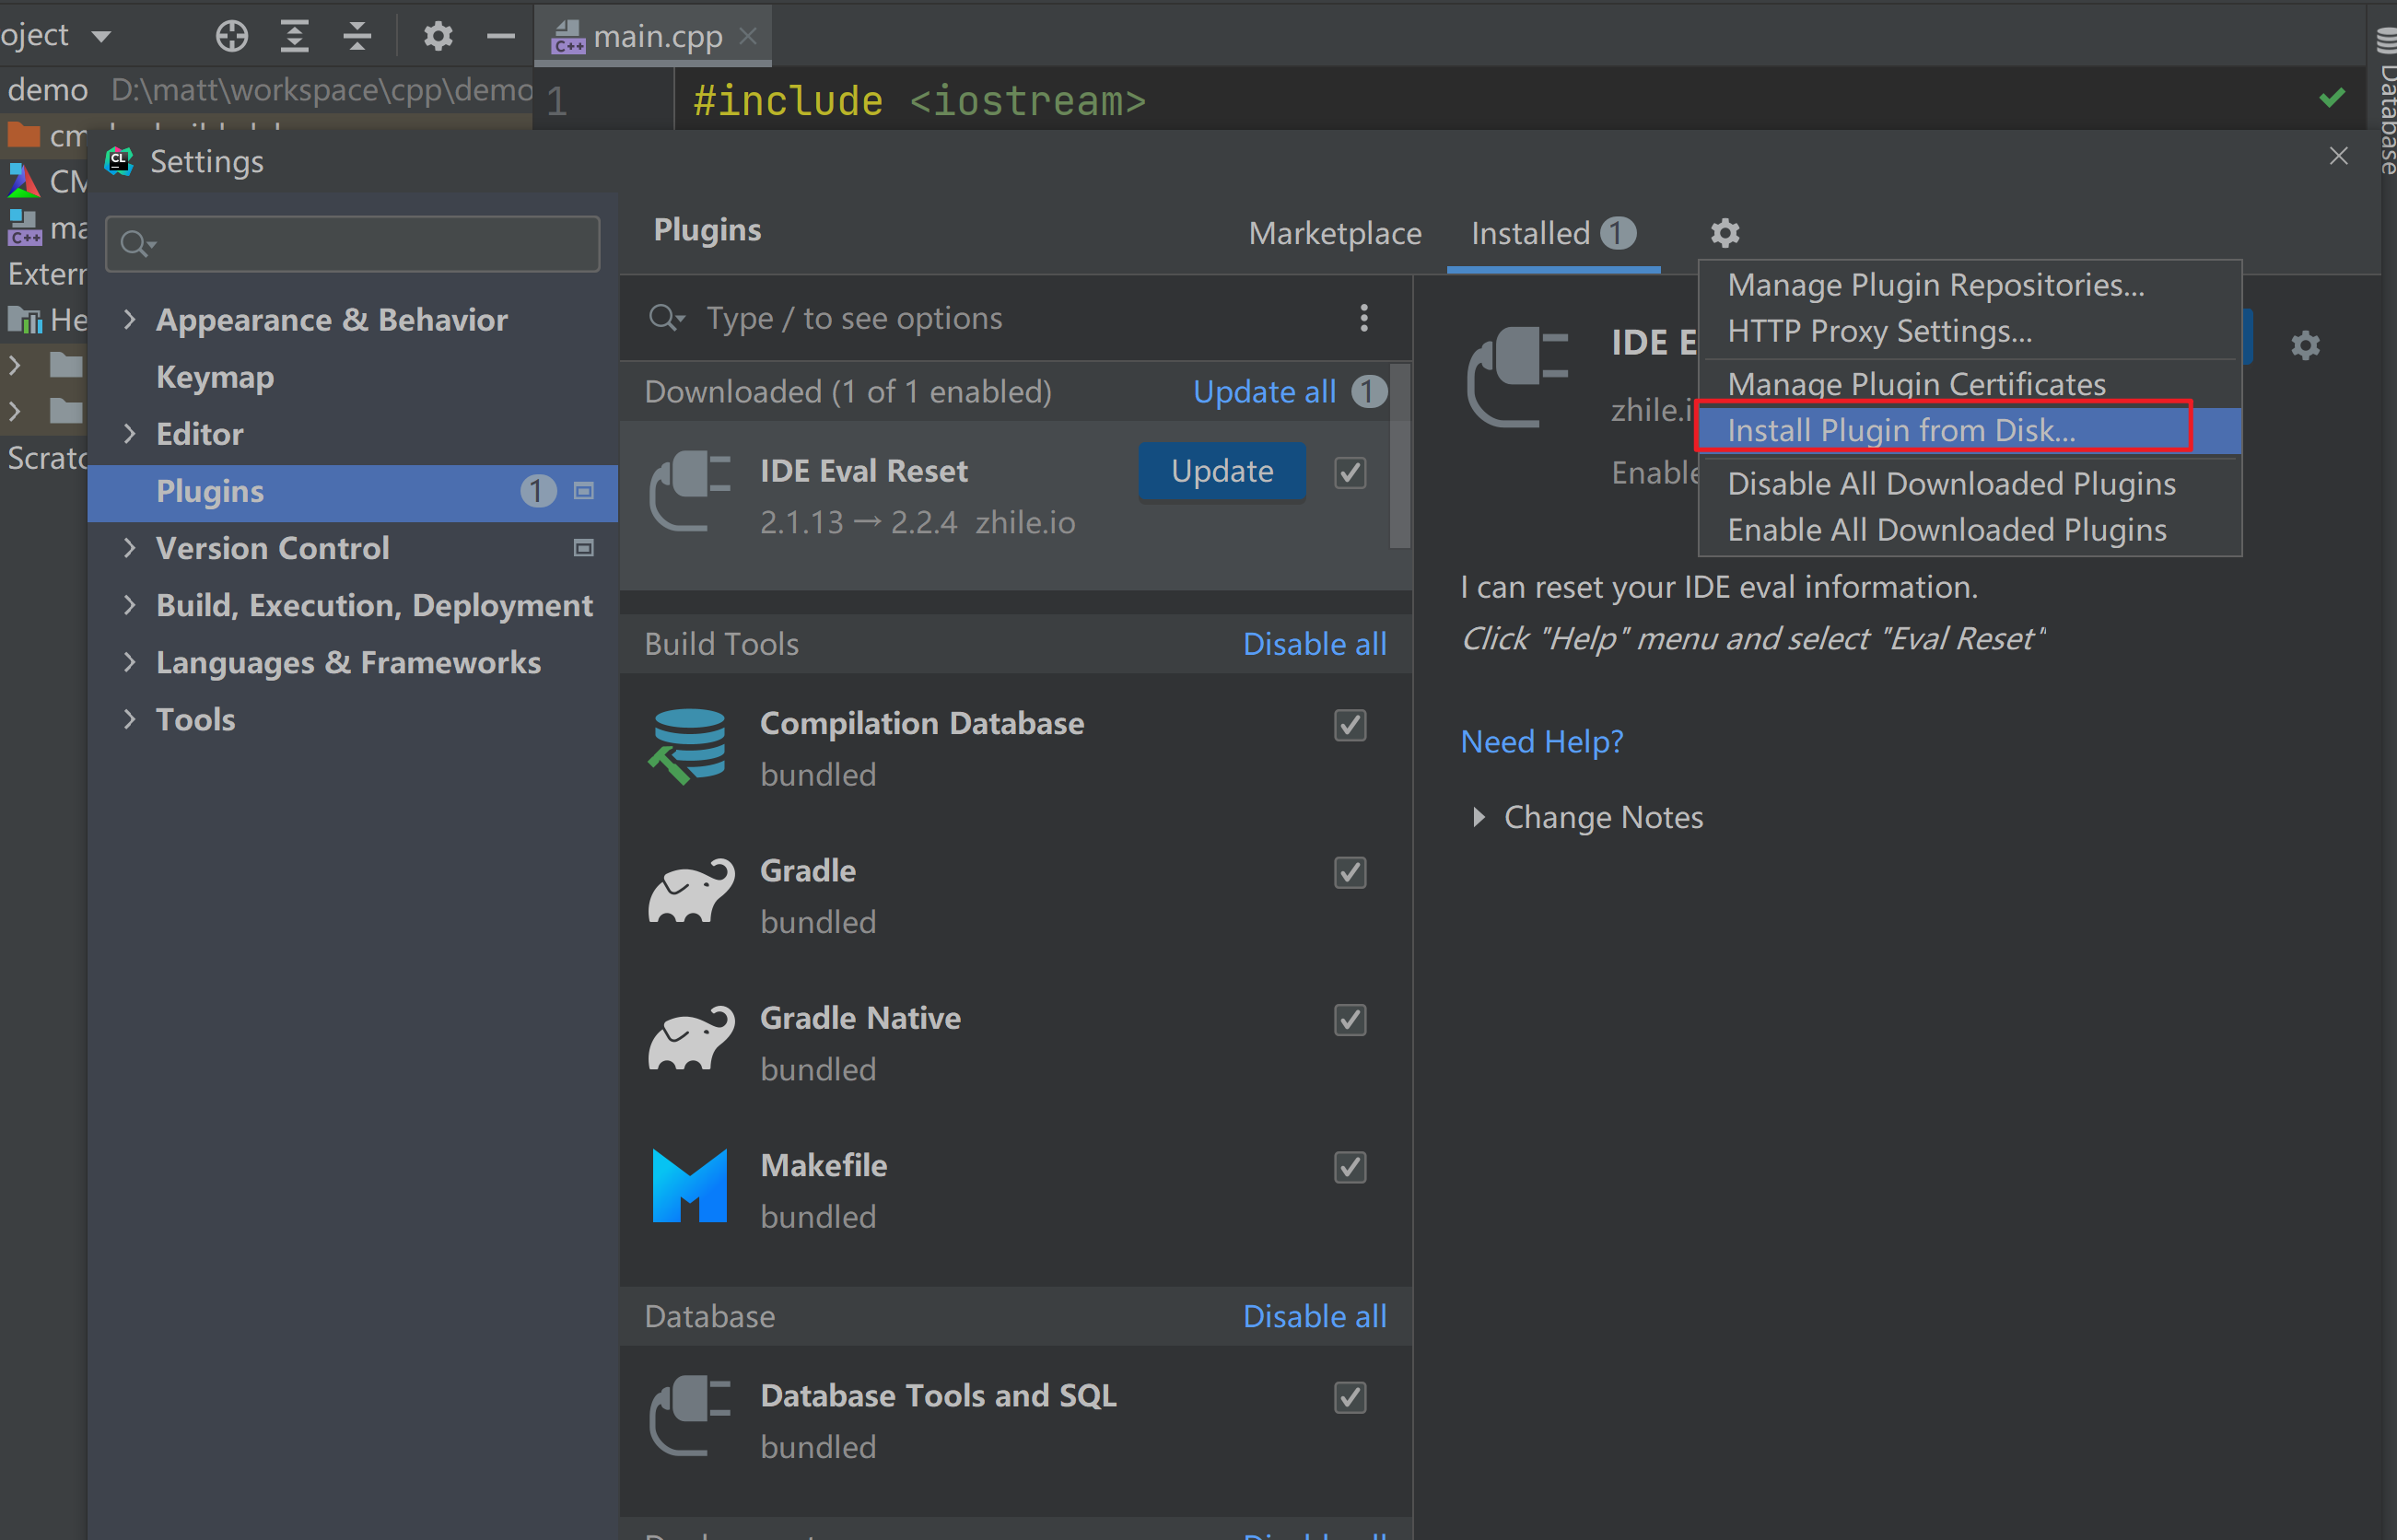 oject
main.cpp
demo D:\matt\workspace\cpp\demo
1 #include <iostream>
Database
Settings
Plugins Marketplace Installed 1
Type / to see options
Appearance & Behavior
Keymap
Editor
Plugins 1
Version Control
Build, Execution, Deployment
Languages & Frameworks
Tools
Extern
Scratc
Downloaded (1 of 1 enabled) Update all 1
IDE Eval Reset Update
2.1.13 → 2.2.4 zhile.io
Build Tools Disable all
Compilation Database
bundled
Gradle
bundled
Gradle Native
bundled
Makefile
bundled
Database Disable all
Database Tools and SQL
bundled
Manage Plugin Repositories...
HTTP Proxy Settings...
Manage Plugin Certificates
Install Plugin from Disk...
Disable All Downloaded Plugins
Enable All Downloaded Plugins
IDE E
zhile.i
Enable
I can reset your IDE eval information.
Click "Help" menu and select "Eval Reset"
Need Help?
Change Notes